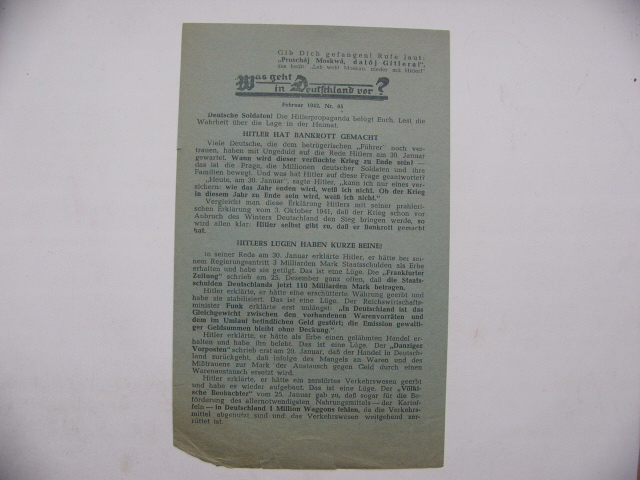 Gib Dich gefangen! Rufe laut:
„Proschtschaj Moskwá, dalój Gitlera!",
das heißt: „Leb wohl Moskau, nieder mit Hitler!"
Was geht
in Deutschland vor?
Februar 1942. Nr. 44
Deutsche Soldaten! Die Hitlerpropaganda belügt Euch. Lest die
Wahrheit über die Lage in der Heimat.
HITLER HAT BANKROTT GEMACHT
Viele Deutsche, die dem betrügerischen „Führer" noch ver-
trauen, haben mit Ungeduld auf die Rede Hitlers am 30. Januar
gewartet. Wann wird dieser verfluchte Krieg zu Ende sein? —
das ist die Frage, die Millionen deutscher Soldaten und ihre
Familien bewegt. Und was hat Hitler auf diese Frage geantwortet?
„Heute, am 30. Januar", sagte Hitler, „kann ich nur eines ver-
sichern: wie das Jahr enden wird, weiß ich nicht. Ob der Krieg
in diesem Jahr zu Ende sein wird, weiß ich nicht."
Vergleicht man diese Erklärung Hitlers mit seiner prahleri-
schen Erklärung vom 3. Oktober 1941, daß der Krieg schon vor
Anbruch des Winters Deutschland den Sieg bringen wurde, so
wird allen klar: Hitler selbst gibt zu, daß er Bankrott gemacht
hat.
HITLERS LUGEN HABEN KURZE BEINE!
in seiner Rede am 30. Januar erklärte Hitler, er hätte bei sei-
nem Regierungsantritt 3 Milliarden Mark Staatsschulden als Erbe
erhalten und habe sie getilgt. Das ist eine Lüge. Die „Frankfurter
Zeitung" schrieb am 25. Dezember ganz offen, daß die Staats-
schulden Deutschlands jetzt 110 Milliarden Mark betragen.
Hitler erklärte, er hätte eine erschütterte Währung geerbt und
habe sie stabilisiert. Das ist eine Lüge. Der Reichswirtschafts-
minister Funk erklärte erst unlängst: „In Deutschland ist das
Gleichgewicht zwischen den vorhandenen Warenvorräten und
dem im Umlauf befindlichen Geld gestört; die Emission gewalti-
ger Geldsummen bleibt ohne Deckung."
Hitler erklärte, er hätte als Erbe einen gelähmten Handel er-
halten und habe ihn belebt. Das ist eine Lüge. Der „Danziger
Vorposten" schrieb erst am 29. Januar, daß der Handel in Deutsch-
land zurückgeht, daß infolge des Mangels an Waren und des
Mißtrauens zur Mark der Austausch gegen Geld durch einen
Warenaustausch ersetzt wird.
Hitler erklärte, er hätte ein zerrüttetes Verkehrswesen geerbt
und habe es wieder aufgebaut. Das ist eine Lüge. Der „Völki-
sche Beobachter" vom 25. Januar gab zu, daß sogar für die Be-
förderung des allernotwendigsten Nahrungsmittels — der Kartof-
feln — in Deutschland 1 Million Waggons fehlen, da die Verkehrs-
mittel abgenutzt sind und das Verkehrswesen weitgehend zer-
rüttet ist.